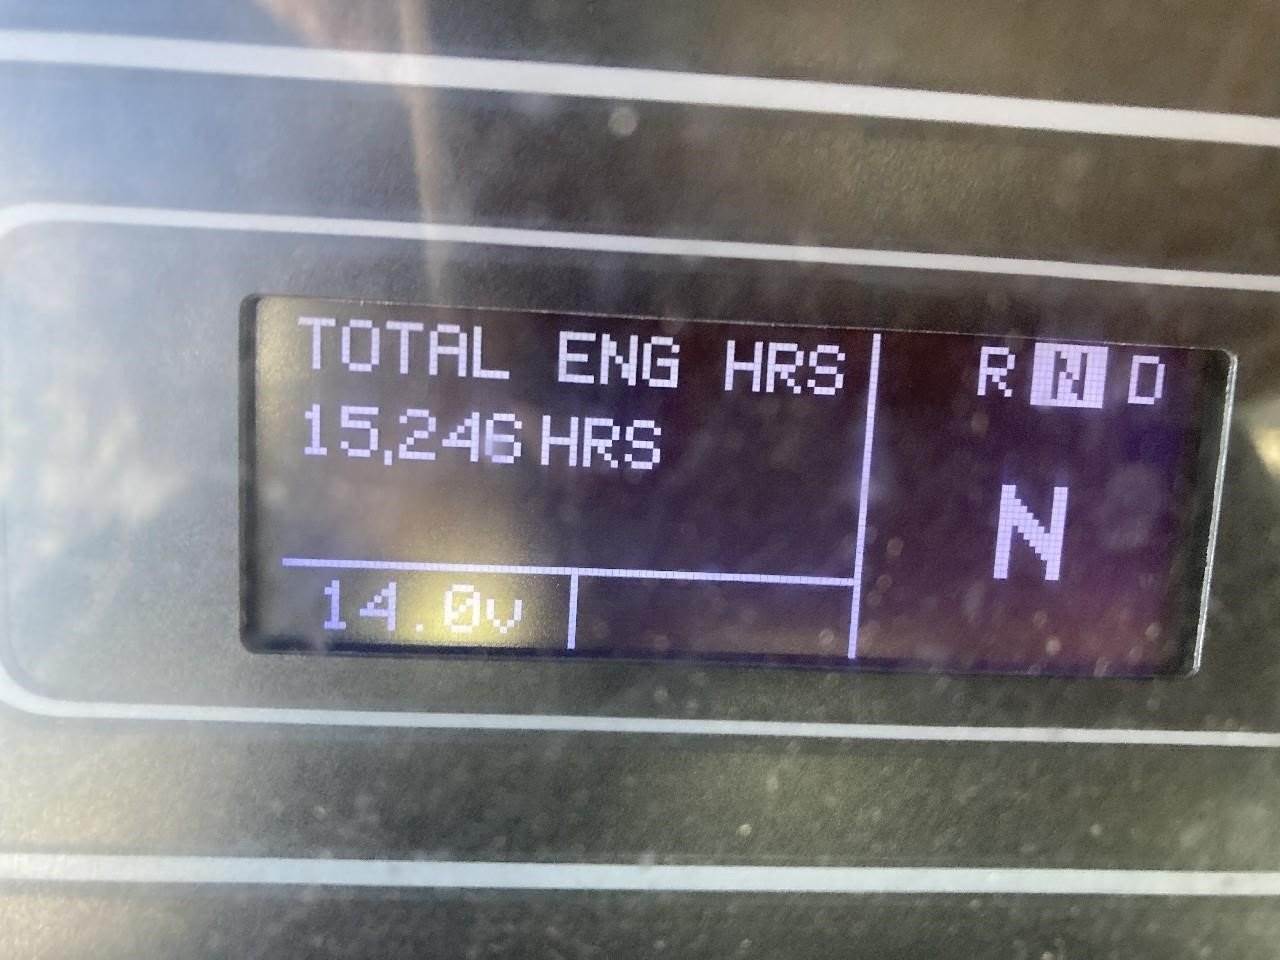 TOTAL ENG HRS
15,246 HRS
14.0v
R N D
N